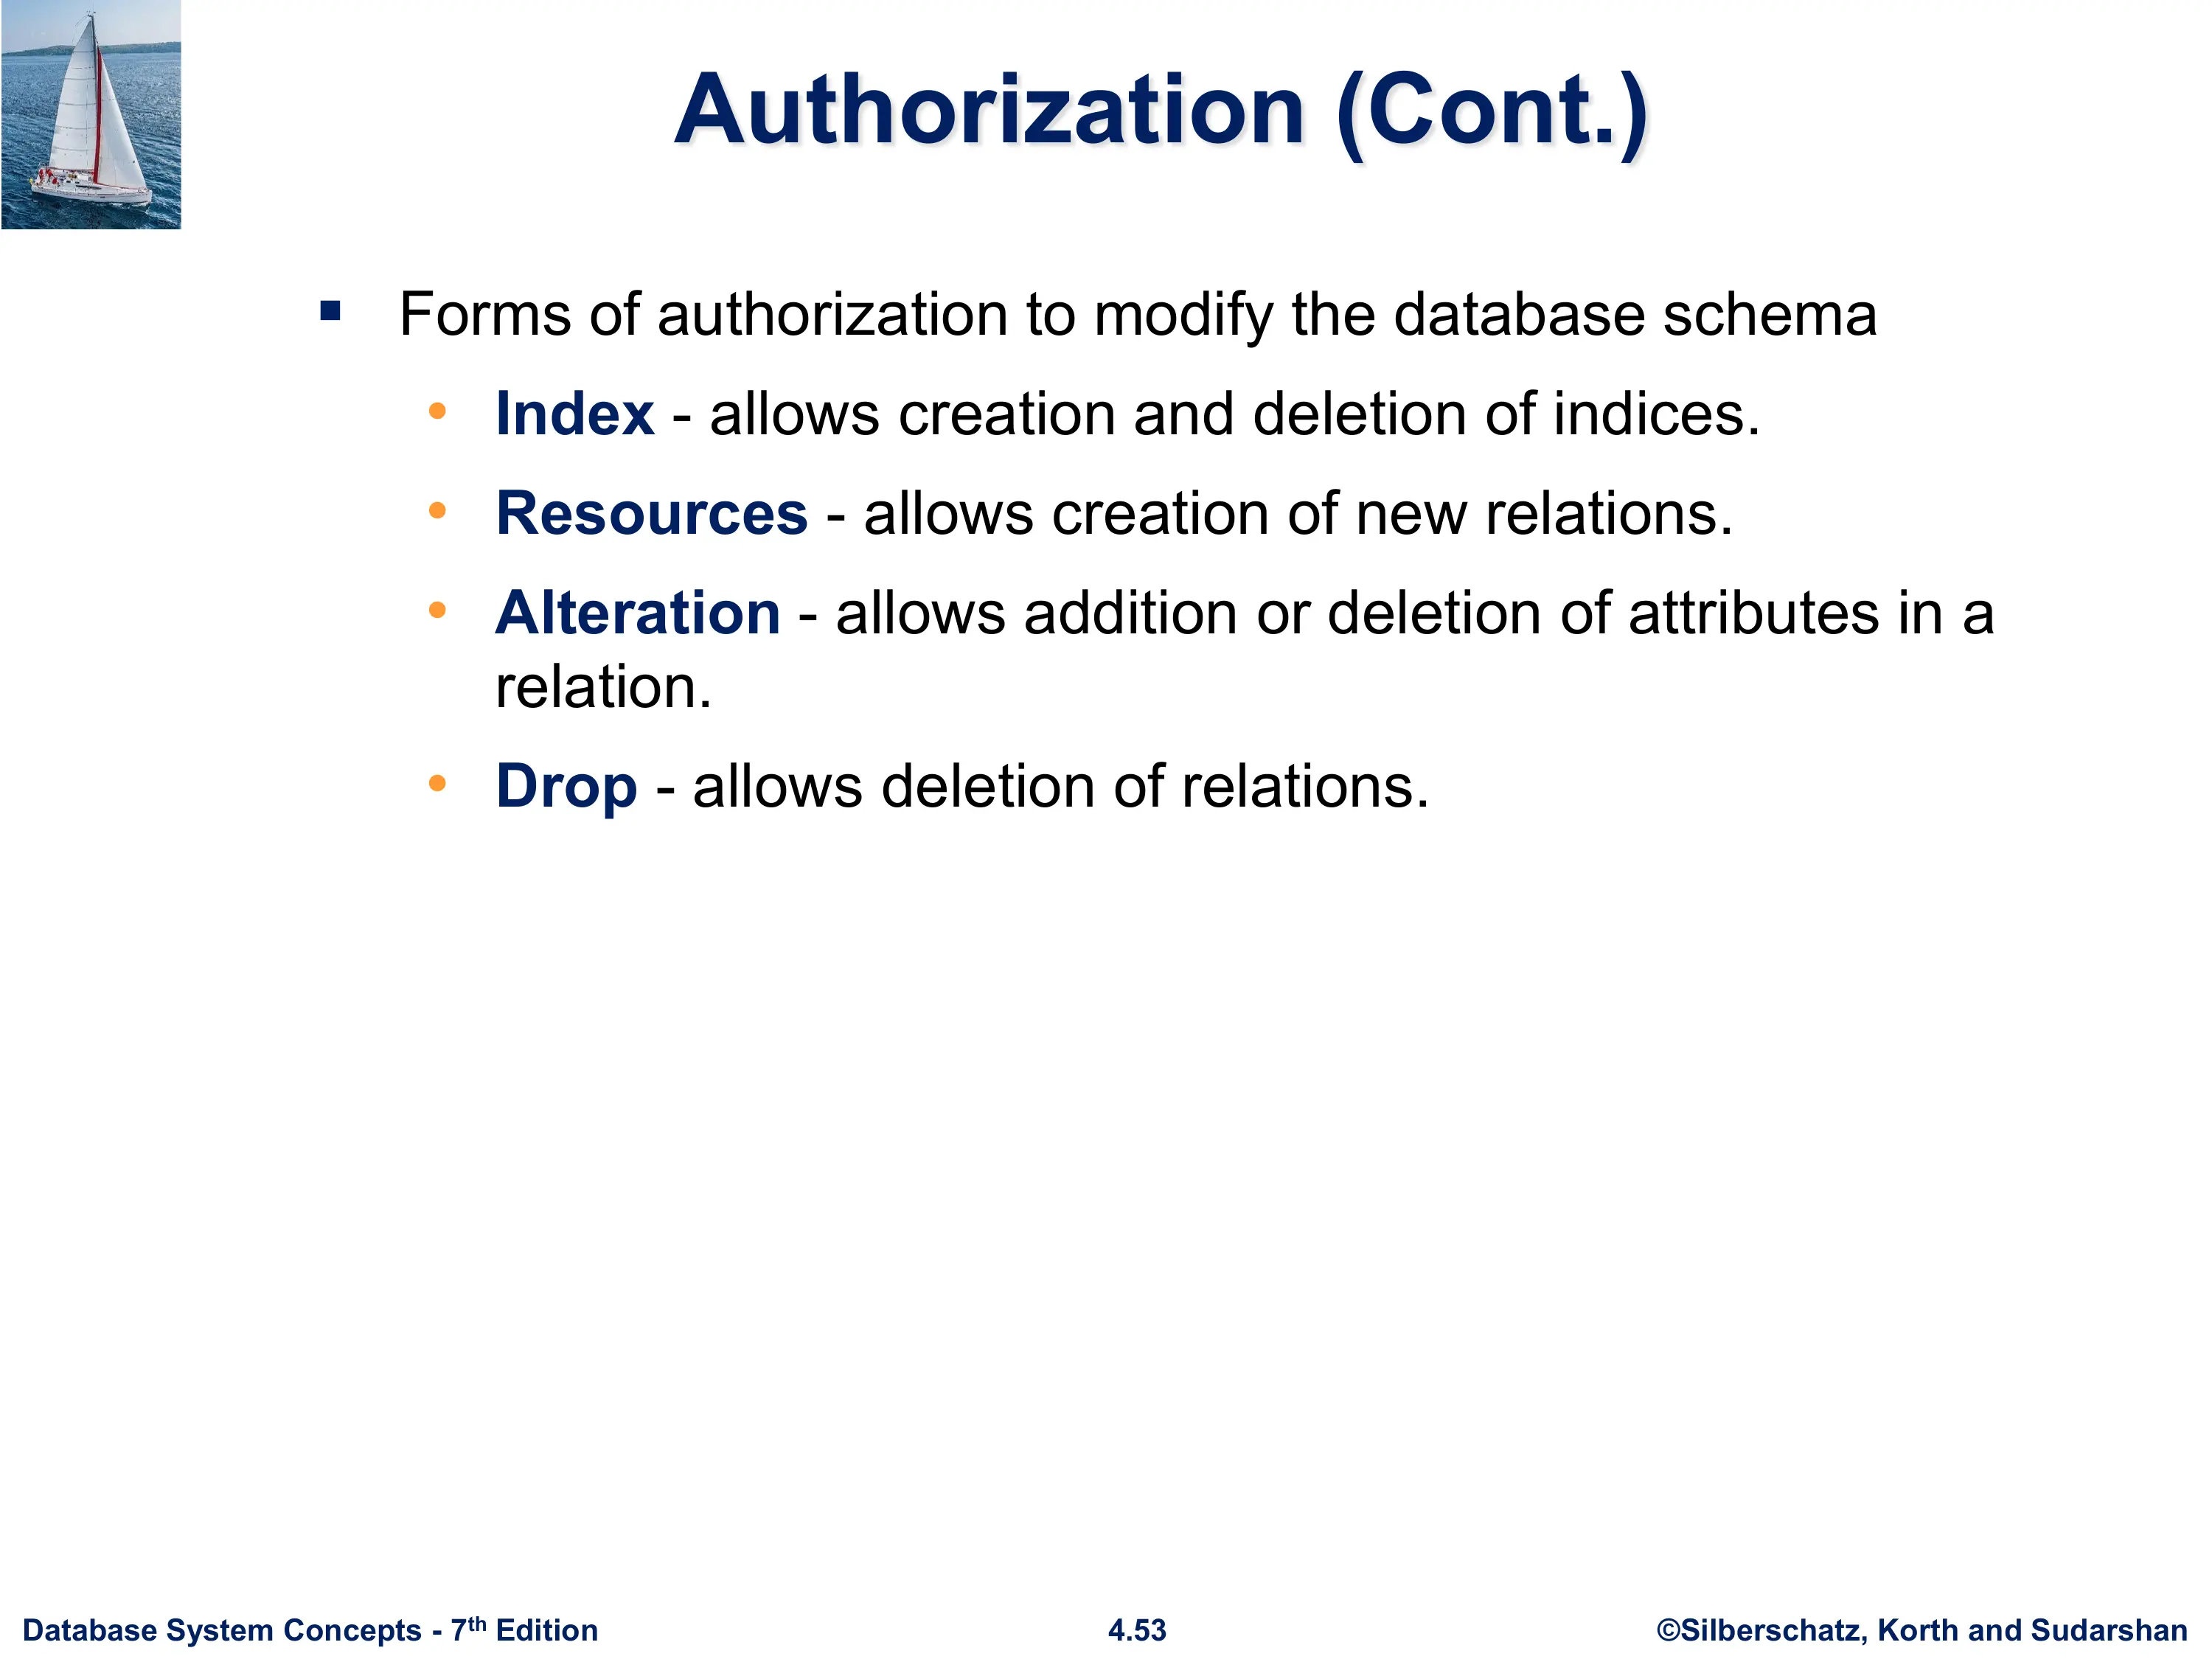 Authorization (Cont.)
▪ Forms of authorization to modify the database schema
• Index - allows creation and deletion of indices.
• Resources - allows creation of new relations.
• Alteration - allows addition or deletion of attributes in a
relation.
• Drop - allows deletion of relations.
Database System Concepts - 7th Edition
4.53
©Silberschatz, Korth and Sudarshan